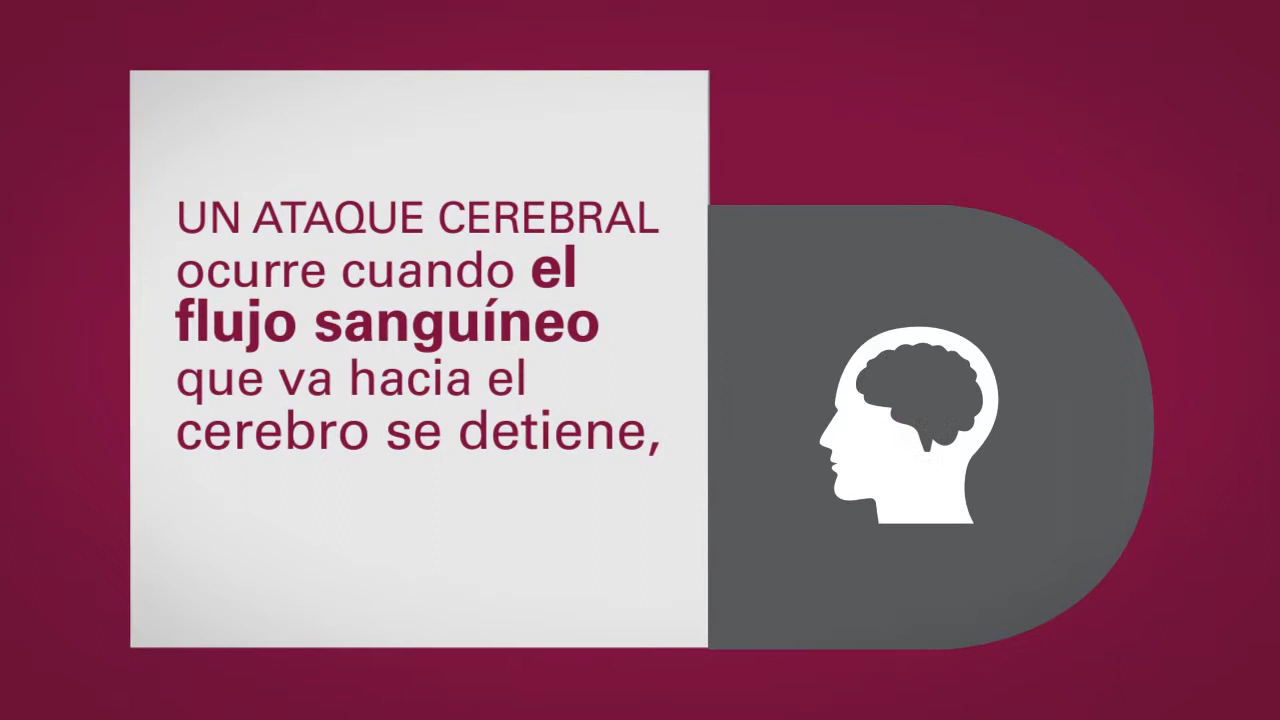 UN ATAQUE CEREBRAL
ocurre cuando el
flujo sanguíneo
que va hacia el
cerebro se detiene,